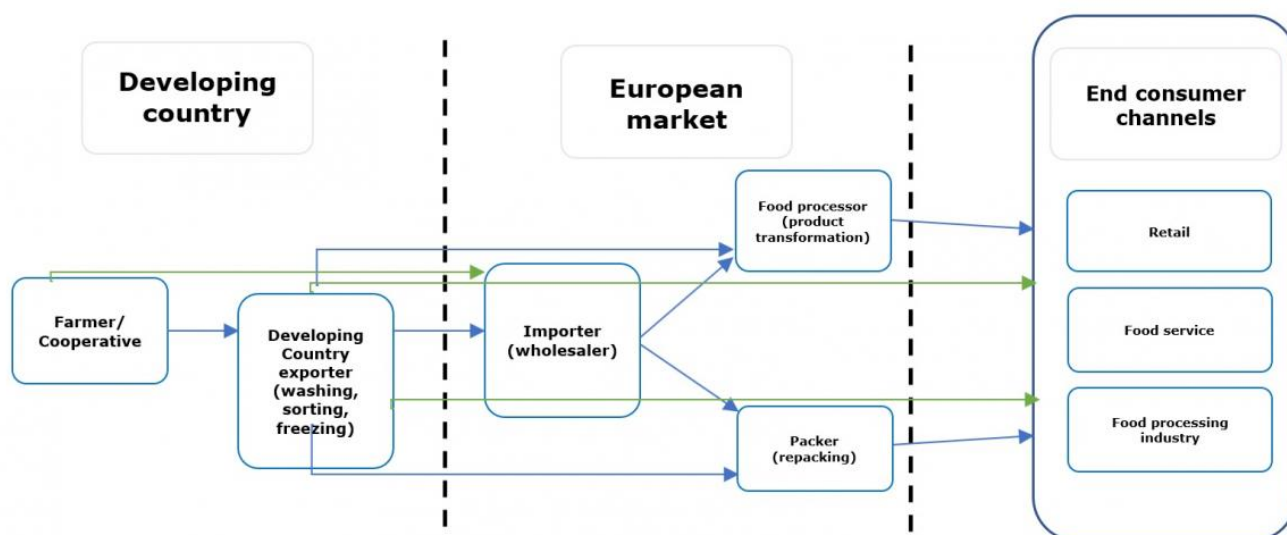 Developing
country
European
market
End consumer
channels
Farmer/
Cooperative
Developing
Country
exporter
(washing,
sorting,
freezing)
Importer
(wholesaler)
Food processor
(product
transformation)
Packer
(repacking)
Retail
Food service
Food processing
industry